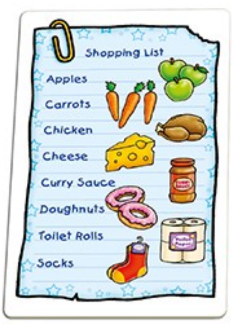 Shopping List
Apples
Carrots
Chicken
Cheese
Curry Sauce
Doughnuts
Toilet Rolls
Socks